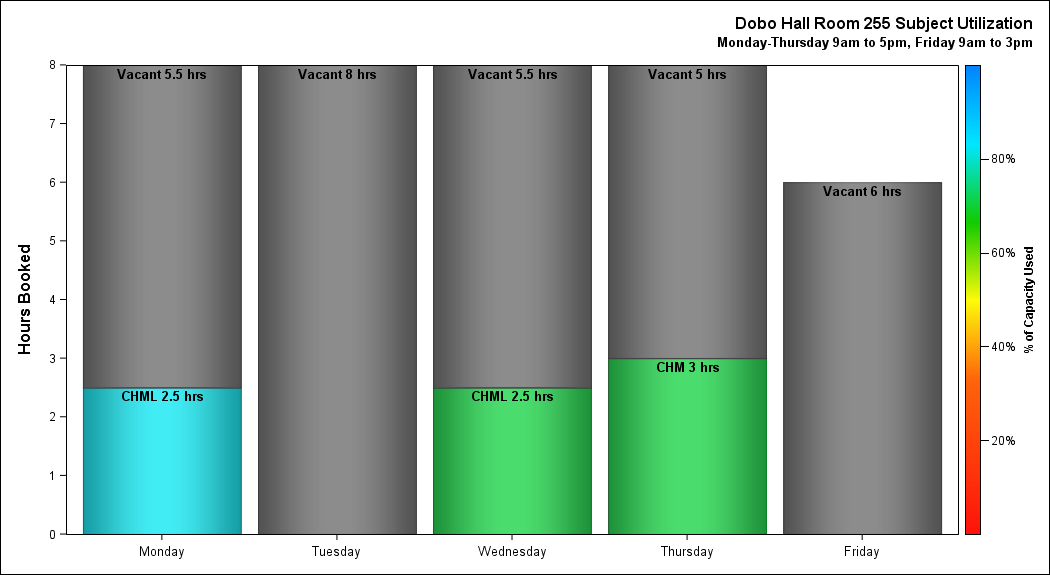 Dobo Hall Room 255 Subject Utilization
Monday-Thursday 9am to 5pm, Friday 9am to 3pm
Hours Booked
8
7
6
5
4
3
2
1
0
Vacant 5.5 hrs
Vacant 8 hrs
Vacant 5.5 hrs
Vacant 5 hrs
Vacant 6 hrs
CHML 2.5 hrs
CHML 2.5 hrs
CHM 3 hrs
Monday
Tuesday
Wednesday
Thursday
Friday
80%
60%
40%
20%
% of Capacity Used